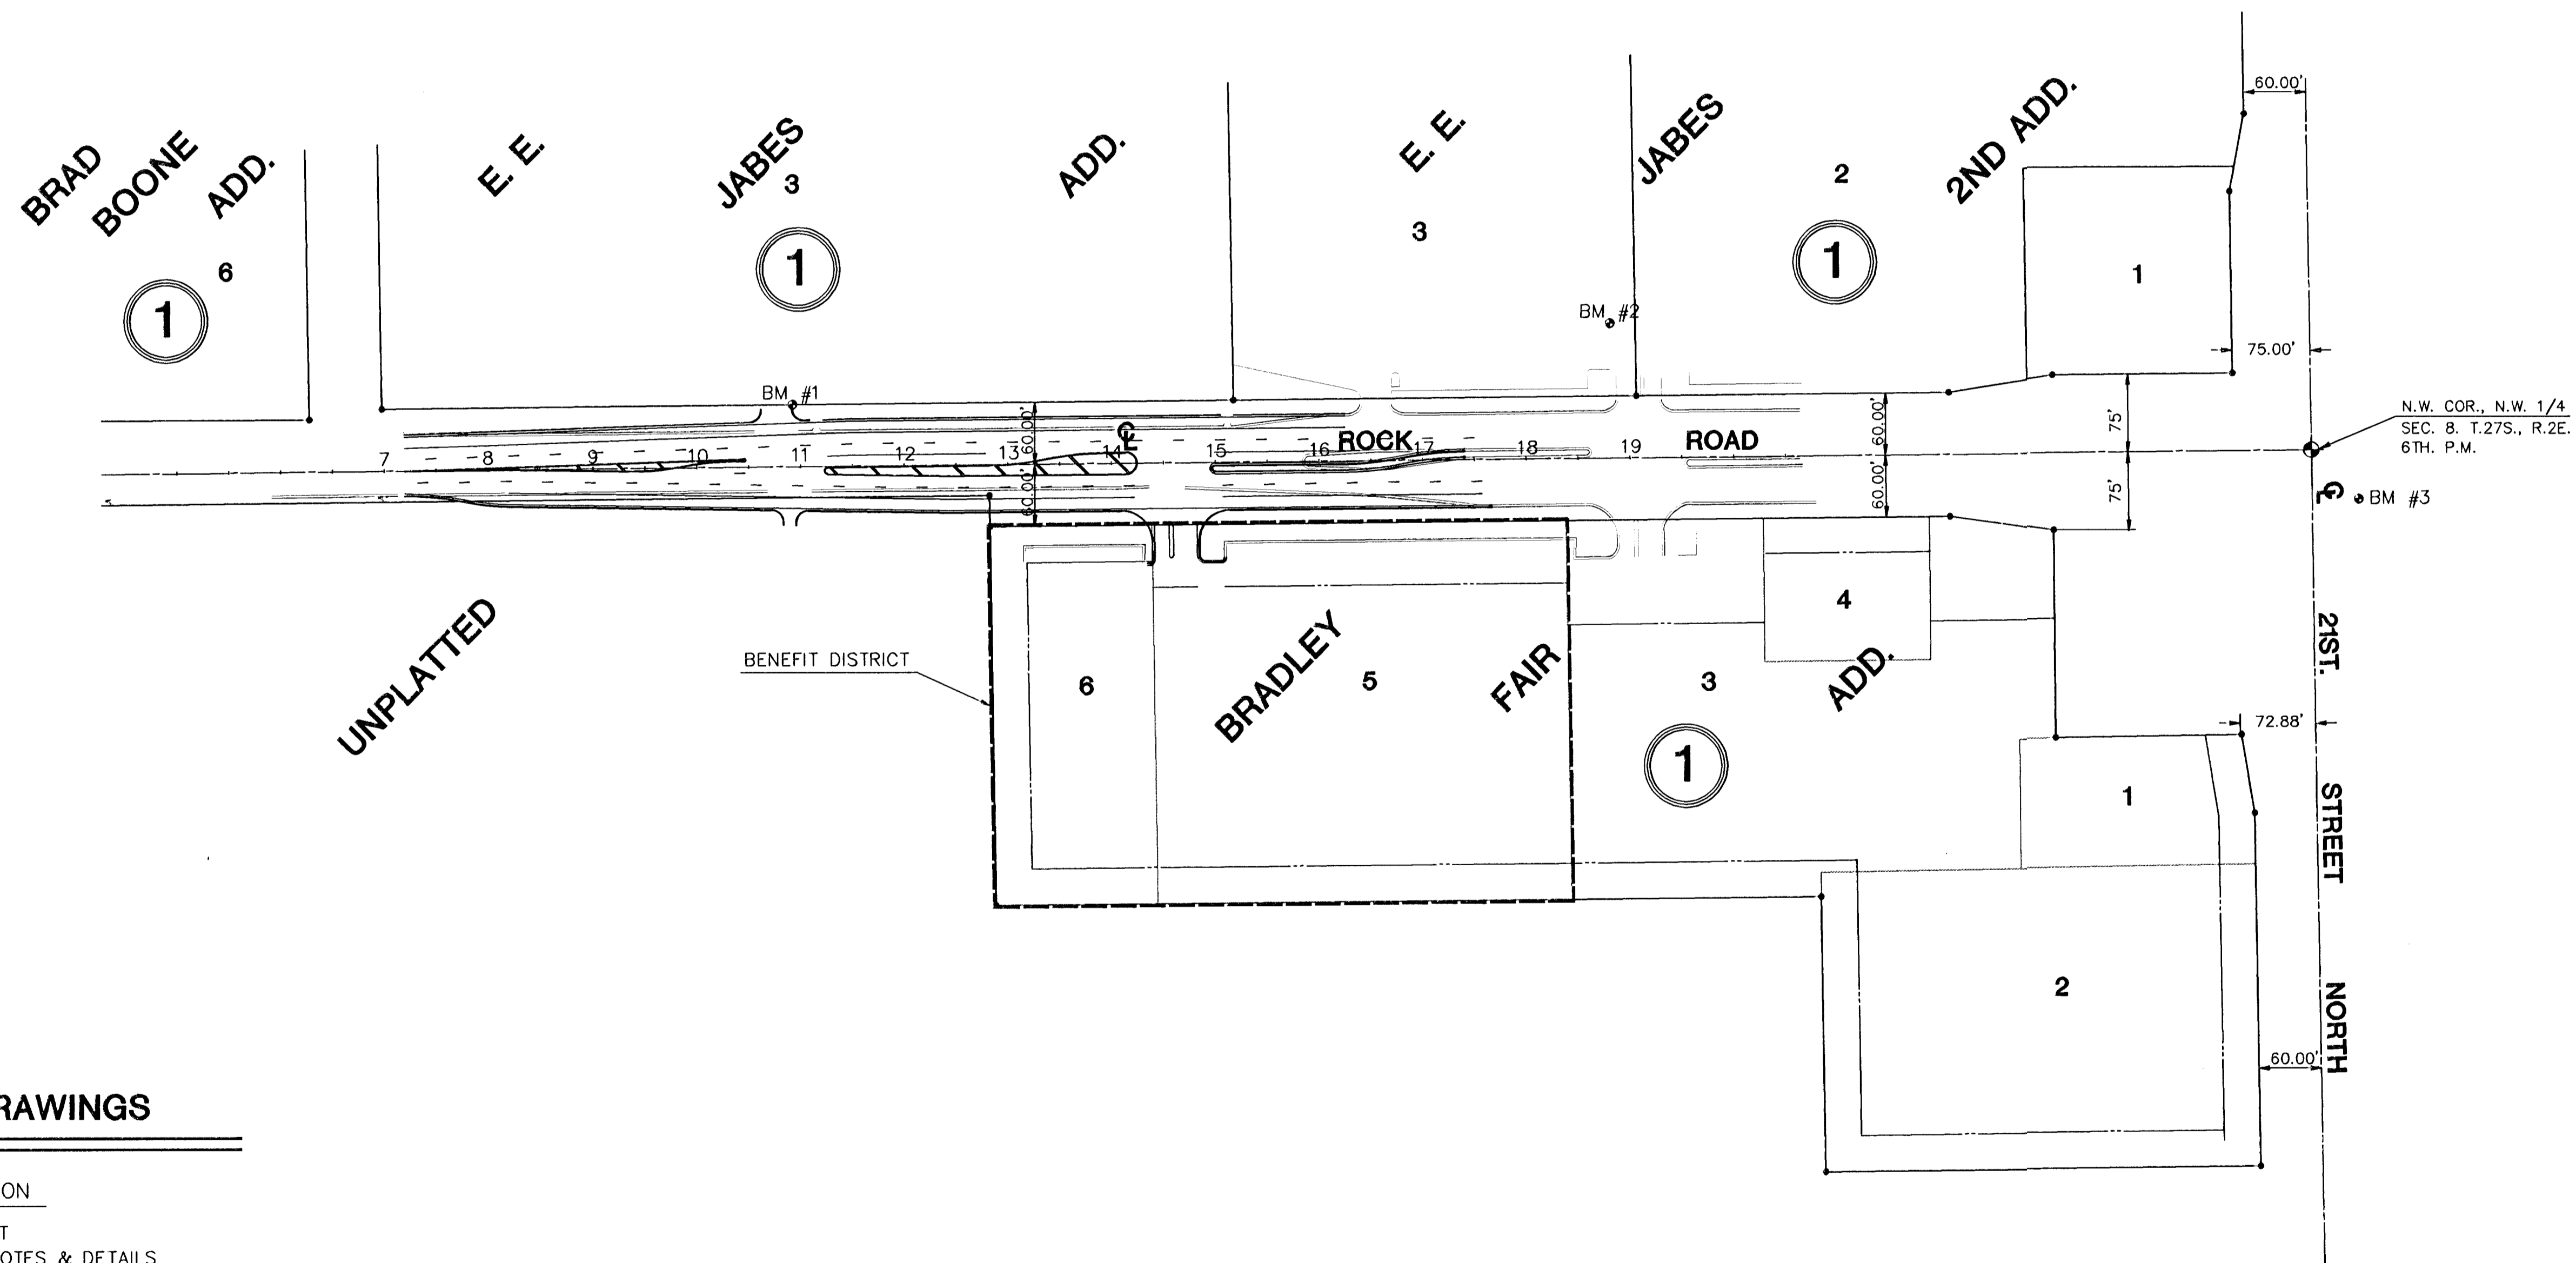 BRAD BOONE ADD.
6
1
E. E. JABES ADD.
3
1
E. E. JABES 2ND ADD.
3
2
1
1
60.00'
75.00'
BM #1
BM #2
60.00'
60.00'
60.00'
60.00'
75'
75'
7 8 9 10 11 12 13 14 15 16 17 18 19
ROCK ROAD
N.W. COR., N.W. 1/4
SEC. 8. T.27S., R.2E.
6TH. P.M.
BM #3
UNPLATTED
BENEFIT DISTRICT
BRADLEY FAIR ADD.
6
5
3
4
1
1
2
72.88'
60.00'
21ST. STREET NORTH
RAWINGS
ON
T
OTES & DETAILS